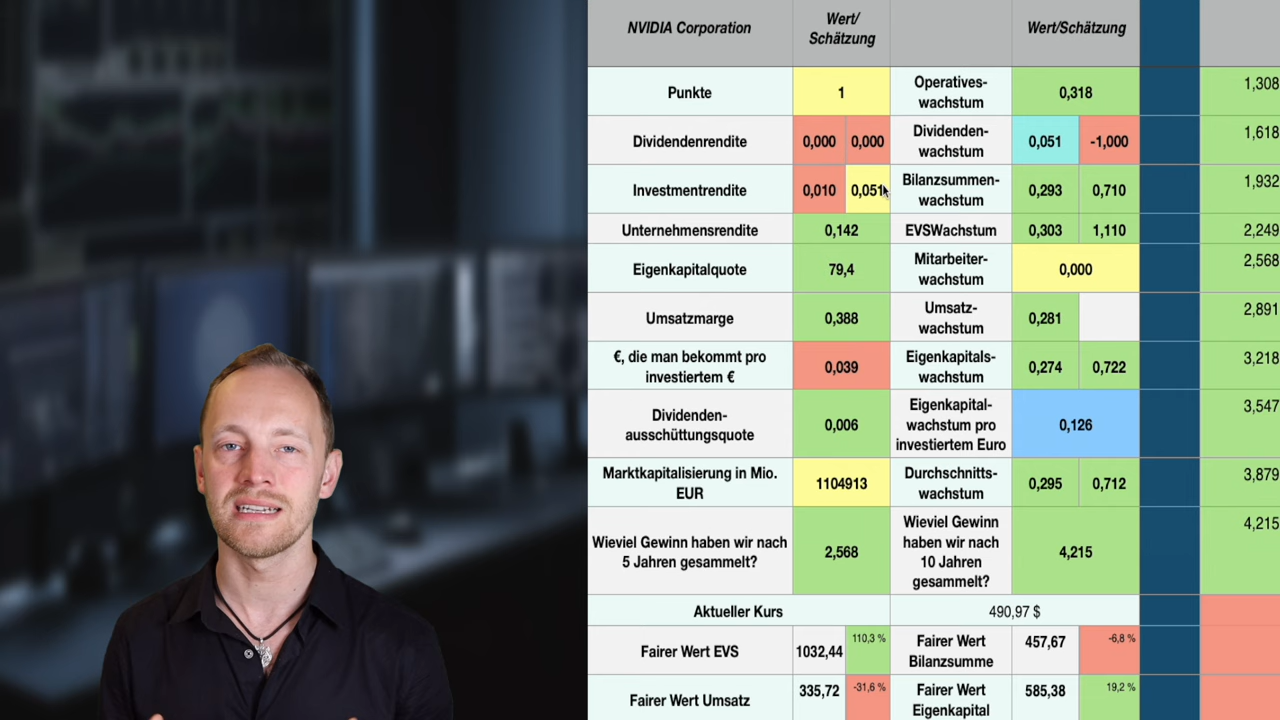 NVIDIA Corporation
Wert/
Schätzung
Wert/Schätzung
Punkte
1
Operatives-
wachstum
0,318
1,308
Dividendenrendite
0,000
0,000
Dividenden-
wachstum
0,051
-1,000
1,618
Investmentrendite
0,010
0,051
Bilanzsummen-
wachstum
0,293
0,710
1,932
Unternehmensrendite
0,142
EVSWachstum
0,303
1,110
2,249
Eigenkapitalquote
79,4
Mitarbeiter-
wachstum
0,000
2,568
Umsatzmarge
0,388
Umsatz-
wachstum
0,281
2,891
€, die man bekommt pro
investiertem €
0,039
Eigenkapitals-
wachstum
0,274
0,722
3,218
Dividenden-
ausschüttungsquote
0,006
Eigenkapital-
wachstum pro
investiertem Euro
0,126
3,547
Marktkapitalisierung in Mio.
EUR
1104913
Durchschnitts-
wachstum
0,295
0,712
3,879
Wieviel Gewinn haben wir nach
5 Jahren gesammelt?
2,568
Wieviel Gewinn
haben wir nach
10 Jahren
gesammelt?
4,215
4,215
Aktueller Kurs
490,97 $
Fairer Wert EVS
1032,44
110,3 %
Fairer Wert
Bilanzsumme
457,67
-6,8 %
Fairer Wert Umsatz
335,72
-31,6 %
Fairer Wert
Eigenkapital
585,38
19,2 %